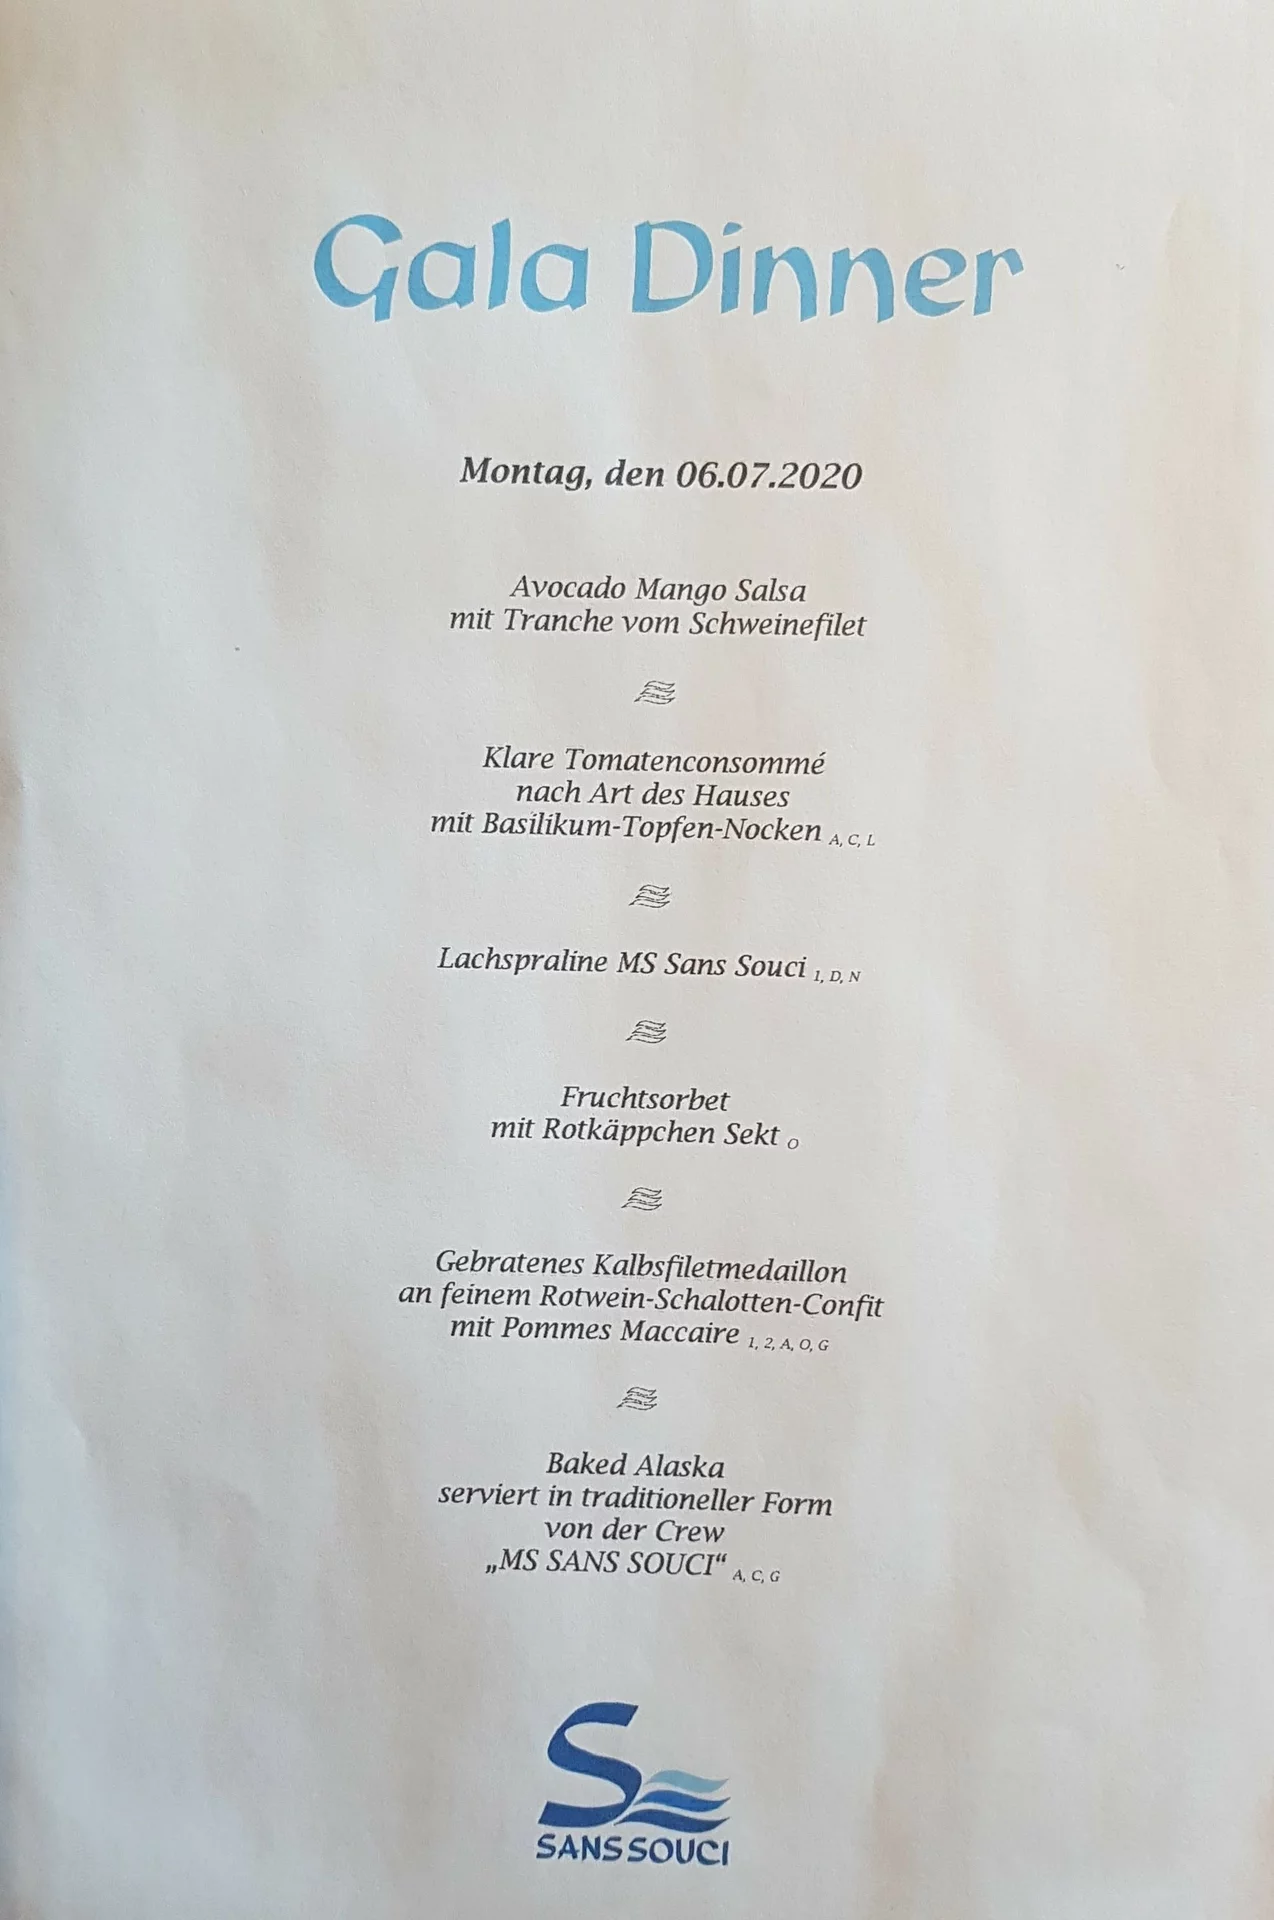 Gala Dinner
Montag, den 06.07.2020
Avocado Mango Salsa
mit Tranche vom Schweinefilet
Klare Tomatenconsommé
nach Art des Hauses
mit Basilikum-Topfen-Nocken A, C, L
Lachspraline MS Sans Souci 1, D, N
Fruchtsorbet
mit Rotkäppchen Sekt O
Gebratenes Kalbsfiletmedaillon
an feinem Rotwein-Schalotten-Confit
mit Pommes Maccaire 1, 2, A, O, G
Baked Alaska
serviert in traditioneller Form
von der Crew
„MS SANS SOUCI“ A, C, G
S
SANS SOUCI